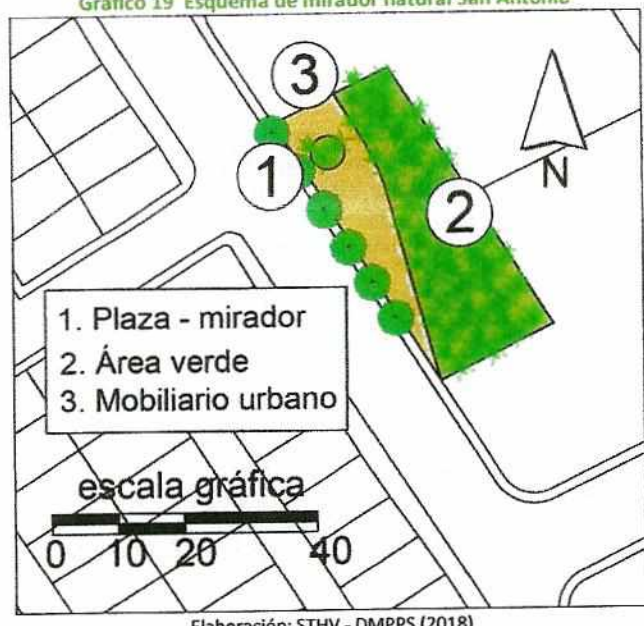 Gráfico 19 Esquema de mirador natural San Antonio
3
1
N
2
1. Plaza - mirador
2. Área verde
3. Mobiliario urbano
escala gráfica
0 10 20 40
Elaboración: STHV - DMPPS (2018)